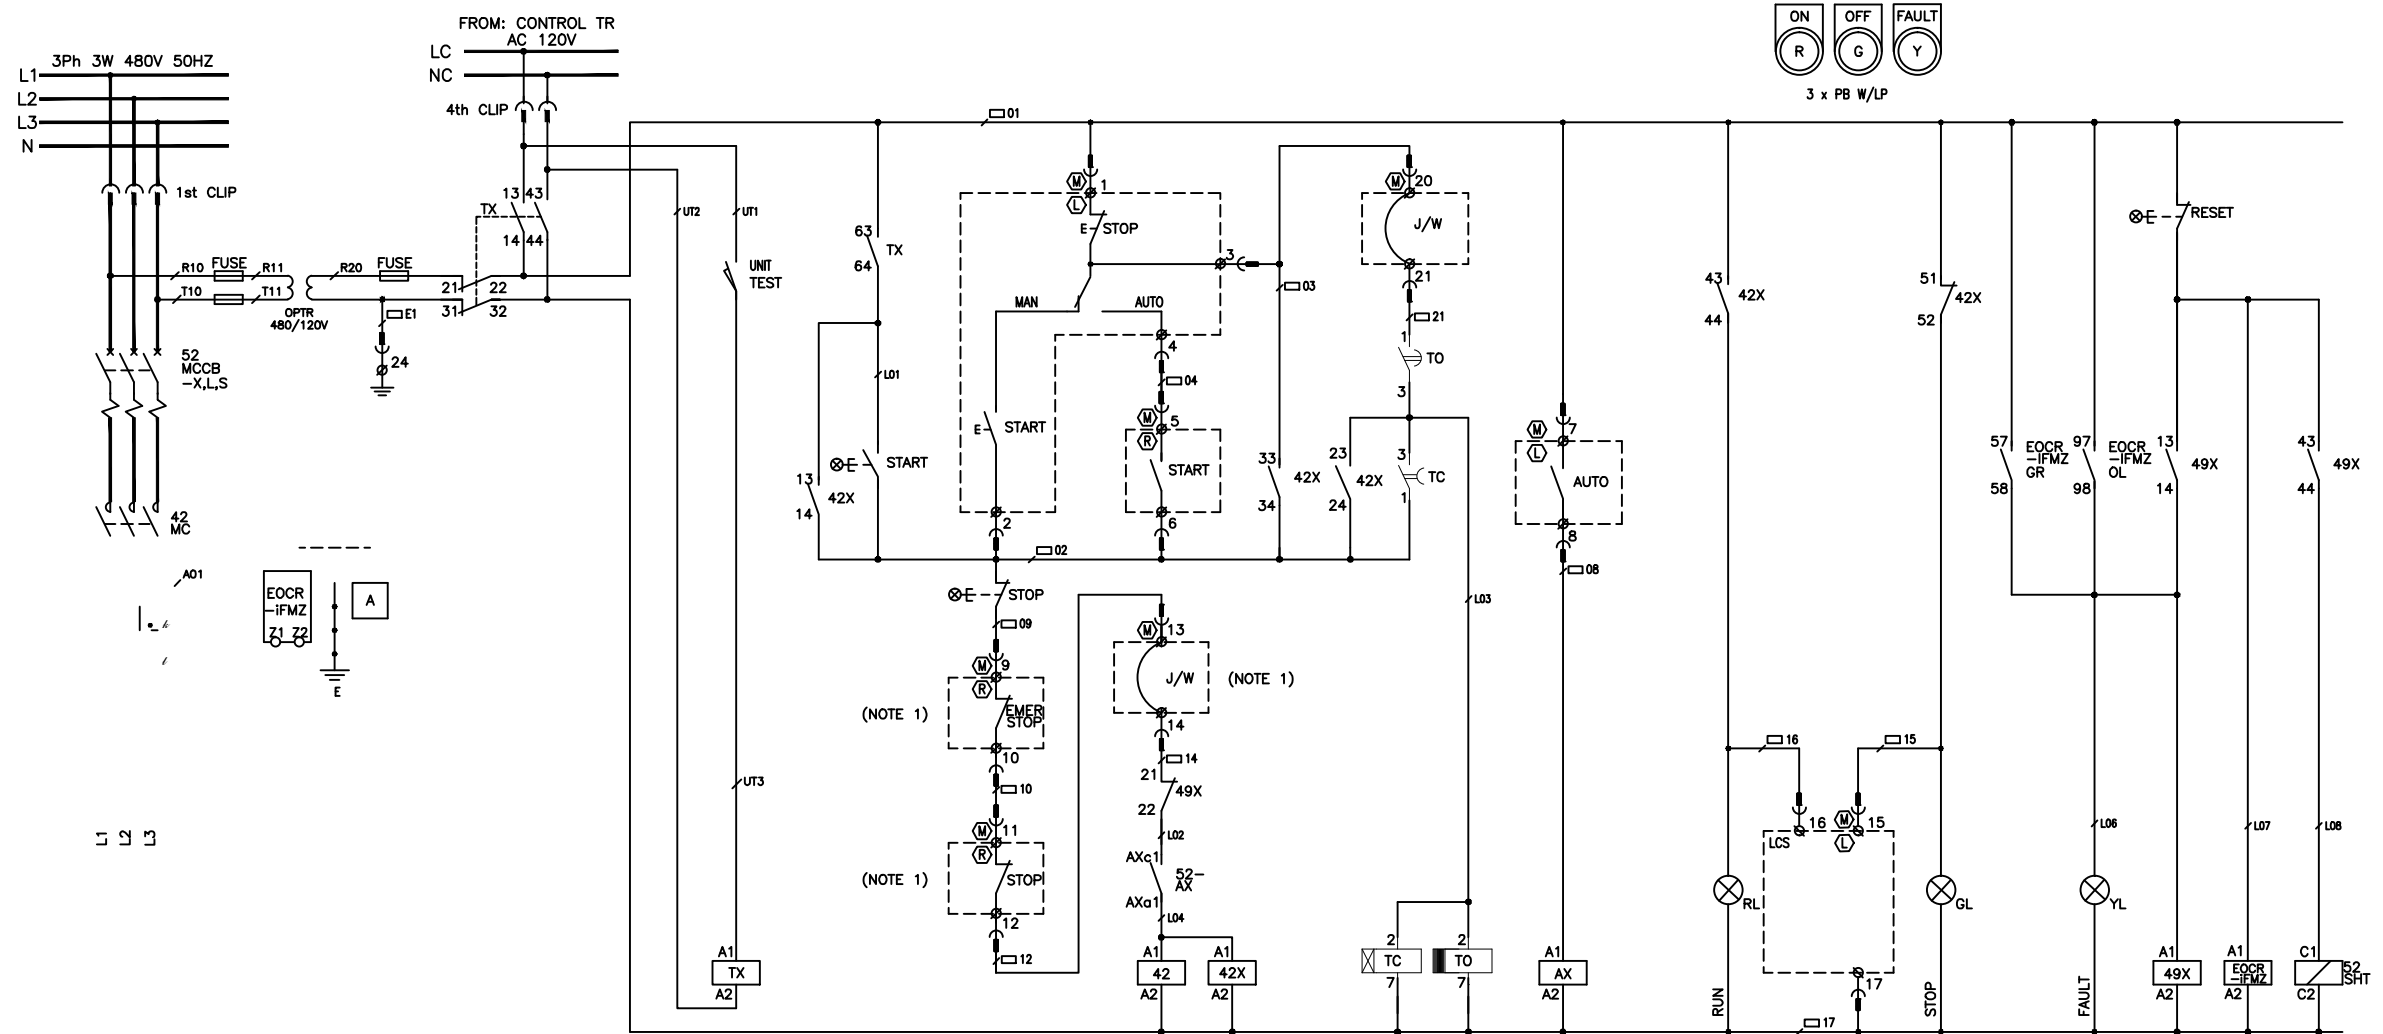 FROM: CONTROL TR
AC 120V
LC
NC
4th CLIP
3Ph 3W 480V 50HZ
L1
L2
L3
N
1st CLIP
ON
OFF
FAULT
R
G
Y
3 x PB W/LP
01
13 43
TX
14 44
UT2
UT1
UNIT
TEST
R10
FUSE
R11
T10
T11
OPTR
480/120V
R20
FUSE
21
22
31
32
E1
24
52
MCCB
-X,L,S
42
MC
A01
EOCR
-iFMZ
Z1 Z2
A
E
L1
L2
L3
UT3
A1
TX
A2
63
TX
64
L01
START
13
42X
14
M
1
L
E
STOP
3
MAN
AUTO
4
04
M
5
R
START
6
E
START
2
02
03
33
42X
34
M
20
J/W
21
21
1
TO
3
23
42X
24
3
TC
1
L03
E
STOP
09
M
9
R
(NOTE 1)
EMER
STOP
10
10
M
11
R
(NOTE 1)
STOP
12
12
M
13
J/W
(NOTE 1)
14
14
21
49X
22
L02
AXc1
52-
AX
AXa1
L04
A1
42
A2
A1
42X
A2
2
TC
7
2
TO
7
M
7
L
AUTO
8
08
A1
AX
A2
43
42X
44
16
RL
RUN
51
42X
52
15
16
M
15
LCS
L
17
17
GL
STOP
E
RESET
57
EOCR
-iFMZ
GR
58
97
EOCR
-iFMZ
OL
98
13
49X
14
43
49X
44
L06
L07
L08
YL
FAULT
A1
49X
A2
A1
EOCR
-iFMZ
A2
C1
52
SHT
C2